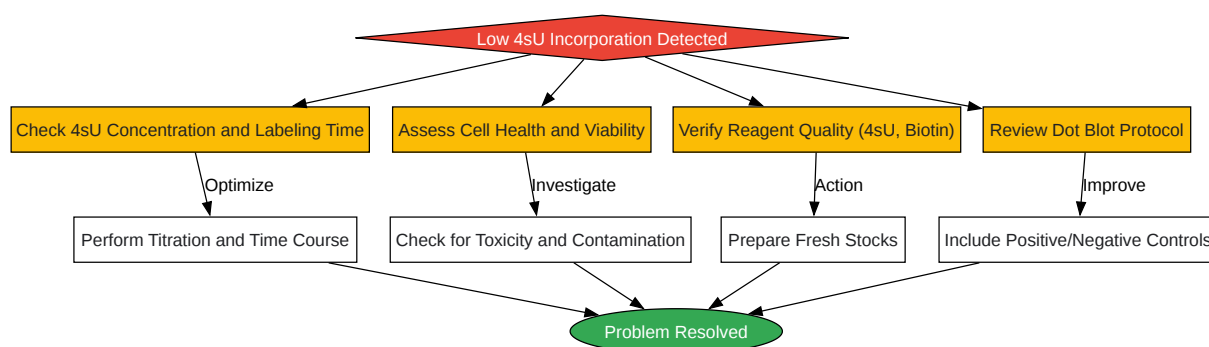 Low 4sU Incorporation Detected
Check 4sU Concentration and Labeling Time
Assess Cell Health and Viability
Verify Reagent Quality (4sU, Biotin)
Review Dot Blot Protocol
Optimize
Investigate
Action
Improve
Perform Titration and Time Course
Check for Toxicity and Contamination
Prepare Fresh Stocks
Include Positive/Negative Controls
Problem Resolved